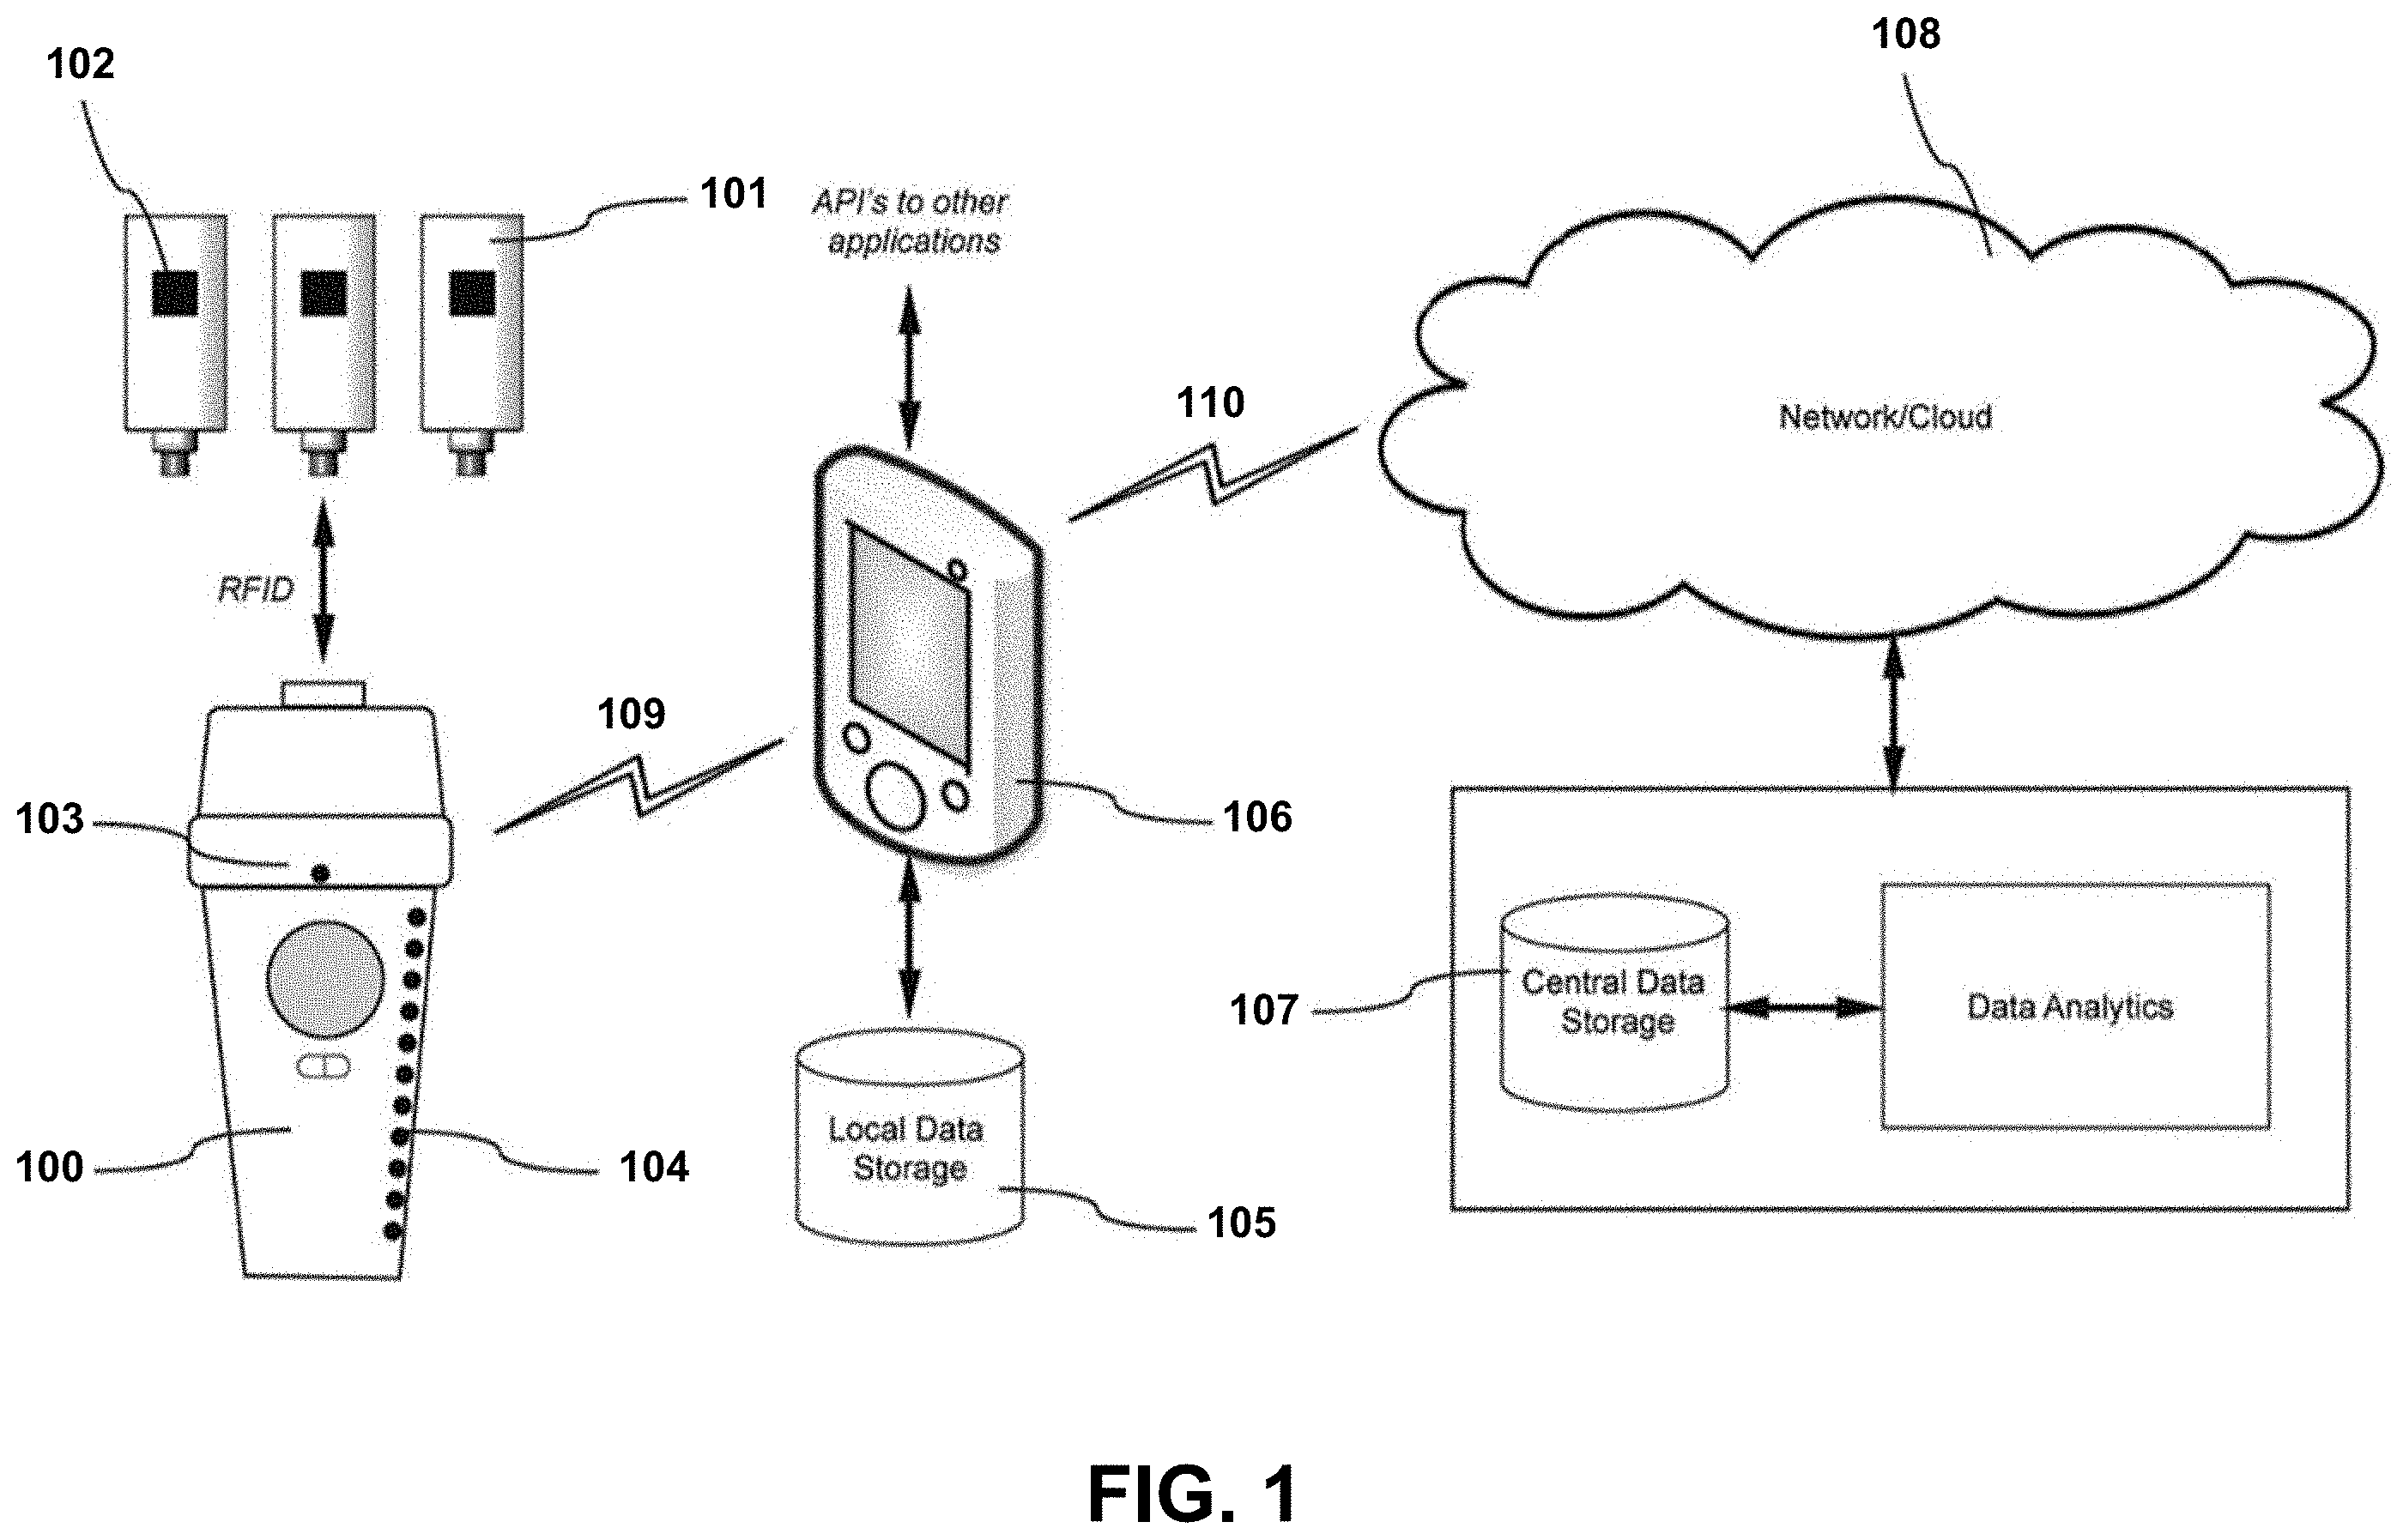 108
102
101
API's to other
applications
110
Network/Cloud
RFID
109
103
106
107
Central Data
Storage
Data Analytics
Local Data
Storage
100
104
105
FIG. 1